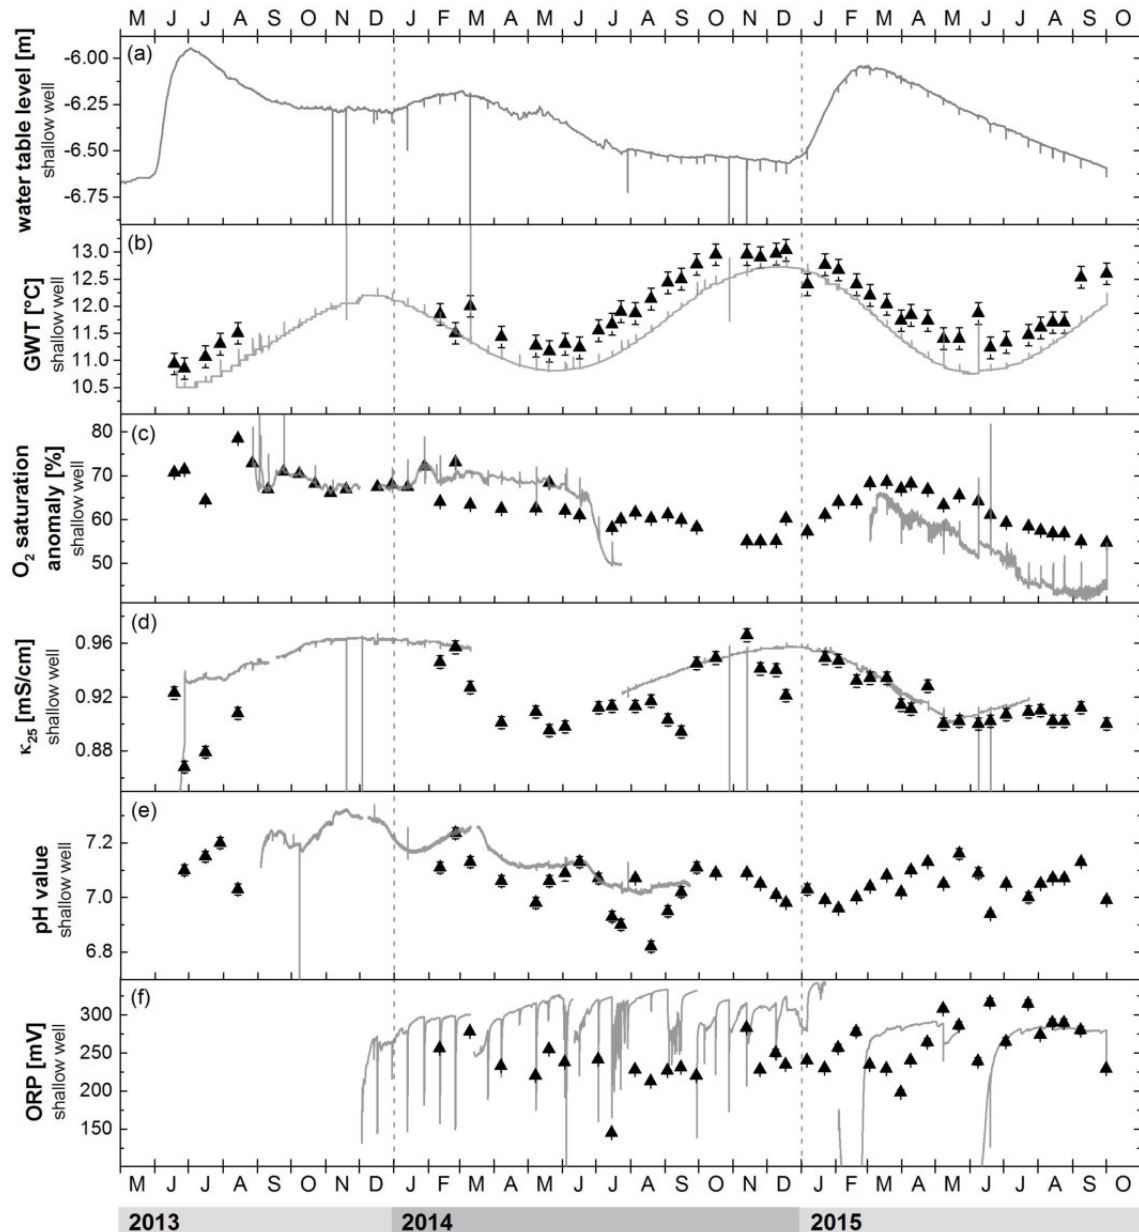 M J J A S O N D J F M A M J J A S O N D J F M A M J J A S O
(a)
water table level [m]
shallow well
-6.00
-6.25
-6.50
-6.75
(b)
GWT [°C]
shallow well
13.0
12.5
12.0
11.5
11.0
10.5
(c)
O2 saturation
anomaly [%]
shallow well
80
70
60
50
(d)
κ25 [mS/cm]
shallow well
0.96
0.92
0.88
(e)
pH value
shallow well
7.2
7.0
6.8
(f)
ORP [mV]
shallow well
300
250
200
150
M J J A S O N D J F M A M J J A S O N D J F M A M J J A S O
2013 2014 2015